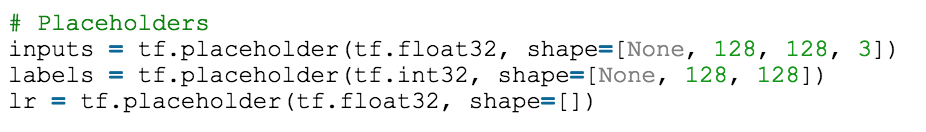 # Placeholders
inputs = tf.placeholder(tf.float32, shape=[None, 128, 128, 3])
labels = tf.placeholder(tf.int32, shape=[None, 128, 128])
lr = tf.placeholder(tf.float32, shape=[])